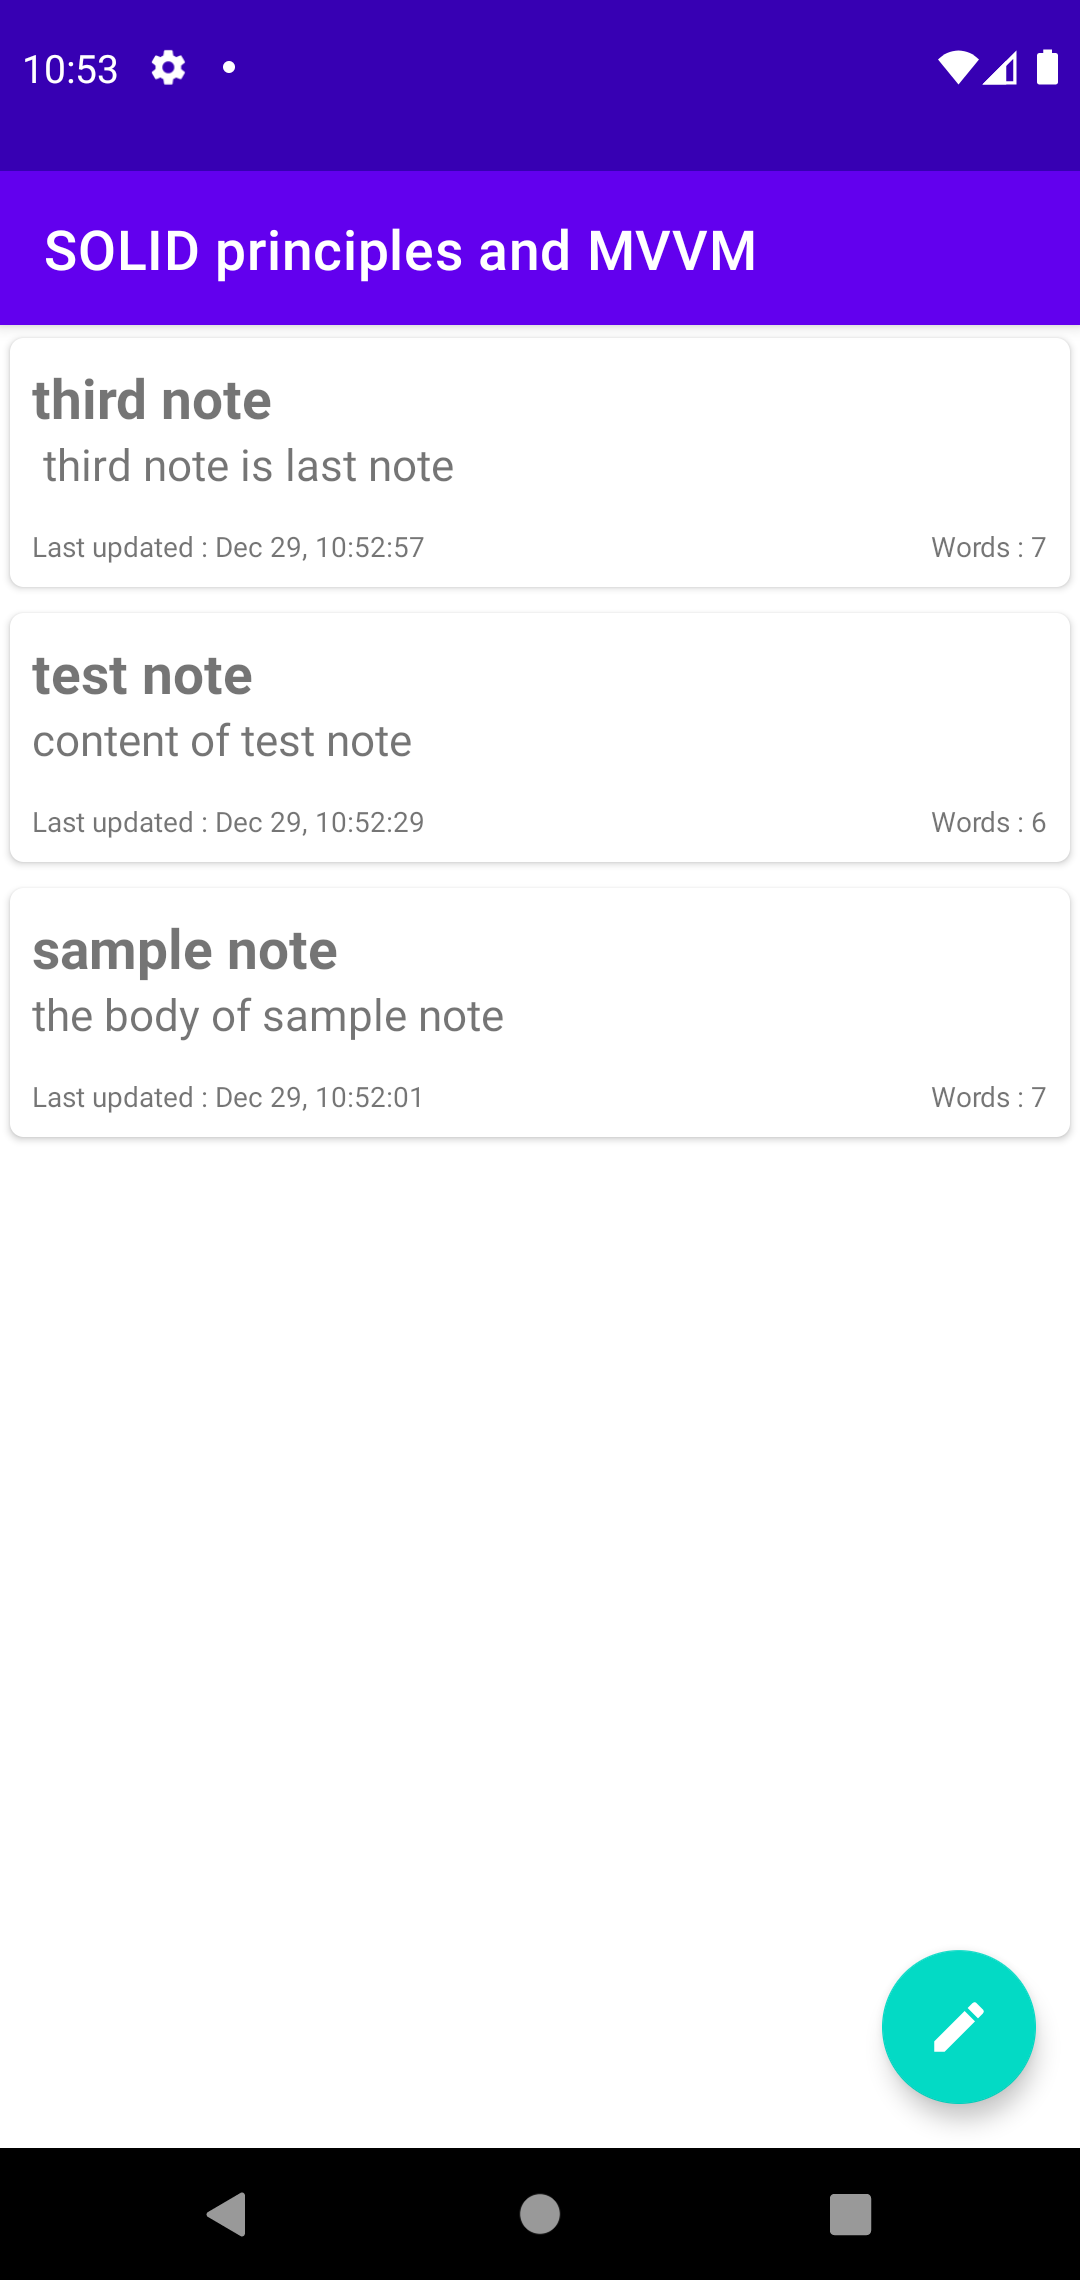 10:53
SOLID principles and MVVM
third note
third note is last note
Last updated : Dec 29, 10:52:57 Words : 7
test note
content of test note
Last updated : Dec 29, 10:52:29 Words : 6
sample note
the body of sample note
Last updated : Dec 29, 10:52:01 Words : 7